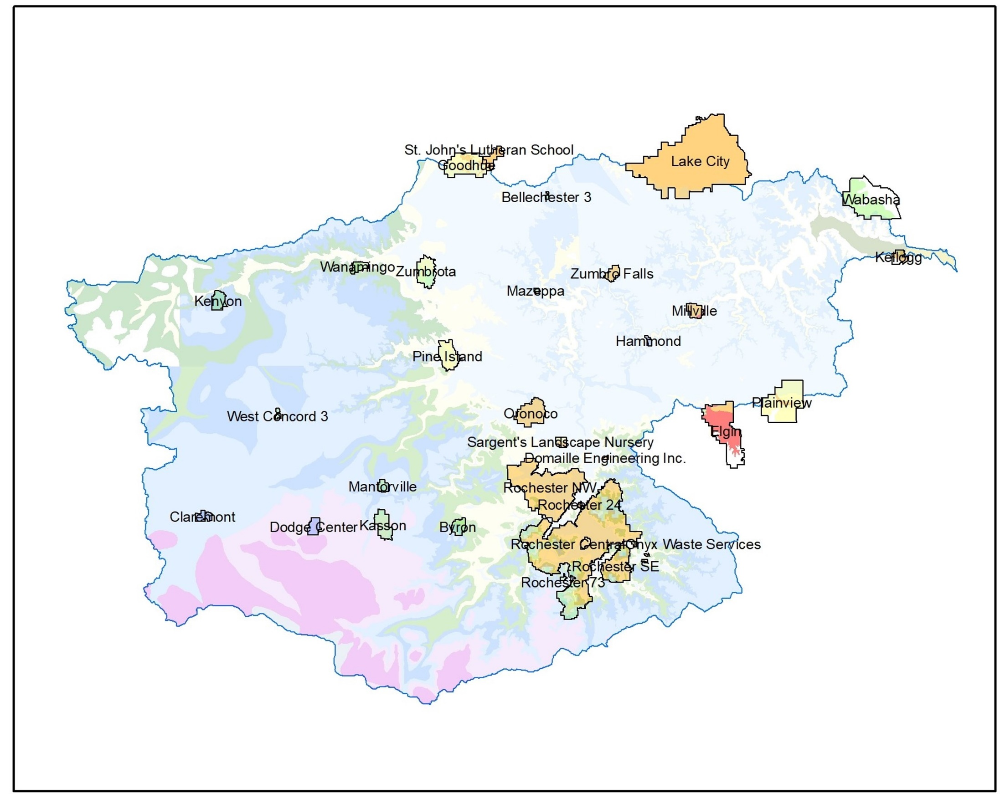 St. John's Lutheran School
Lake City
Goodhue
Bellechester 3
Wabasha
Kellogg
Wanamingo
Zumbrota
Zumbro Falls
Mazeppa
Kenyon
Millville
Hammond
Pine Island
Plainview
Oronoco
West Concord 3
Elgin
Sargent's Landscape Nursery
Domaille Engineering Inc.
Mantorville
Rochester NW
Rochester 24
Claremont
Dodge Center
Kasson
Byron
Rochester Central
Onyx Waste Services
Rochester SE
Rochester 73